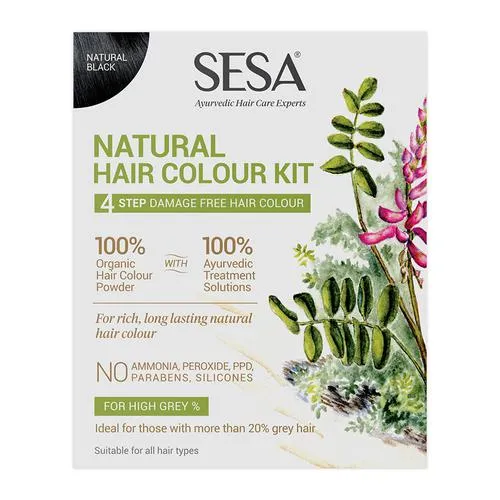 NATURAL
BLACK
SESA®
Ayurvedic Hair Care Experts
NATURAL
HAIR COLOUR KIT
4 STEP DAMAGE FREE HAIR COLOUR
100%
Organic
Hair Colour
Powder
WITH
100%
Ayurvedic
Treatment
Solutions
For rich, long lasting natural
hair colour
NO AMMONIA, PEROXIDE, PPD,
PARABENS, SILICONES
FOR HIGH GREY %
Ideal for those with more than 20% grey hair
Suitable for all hair types